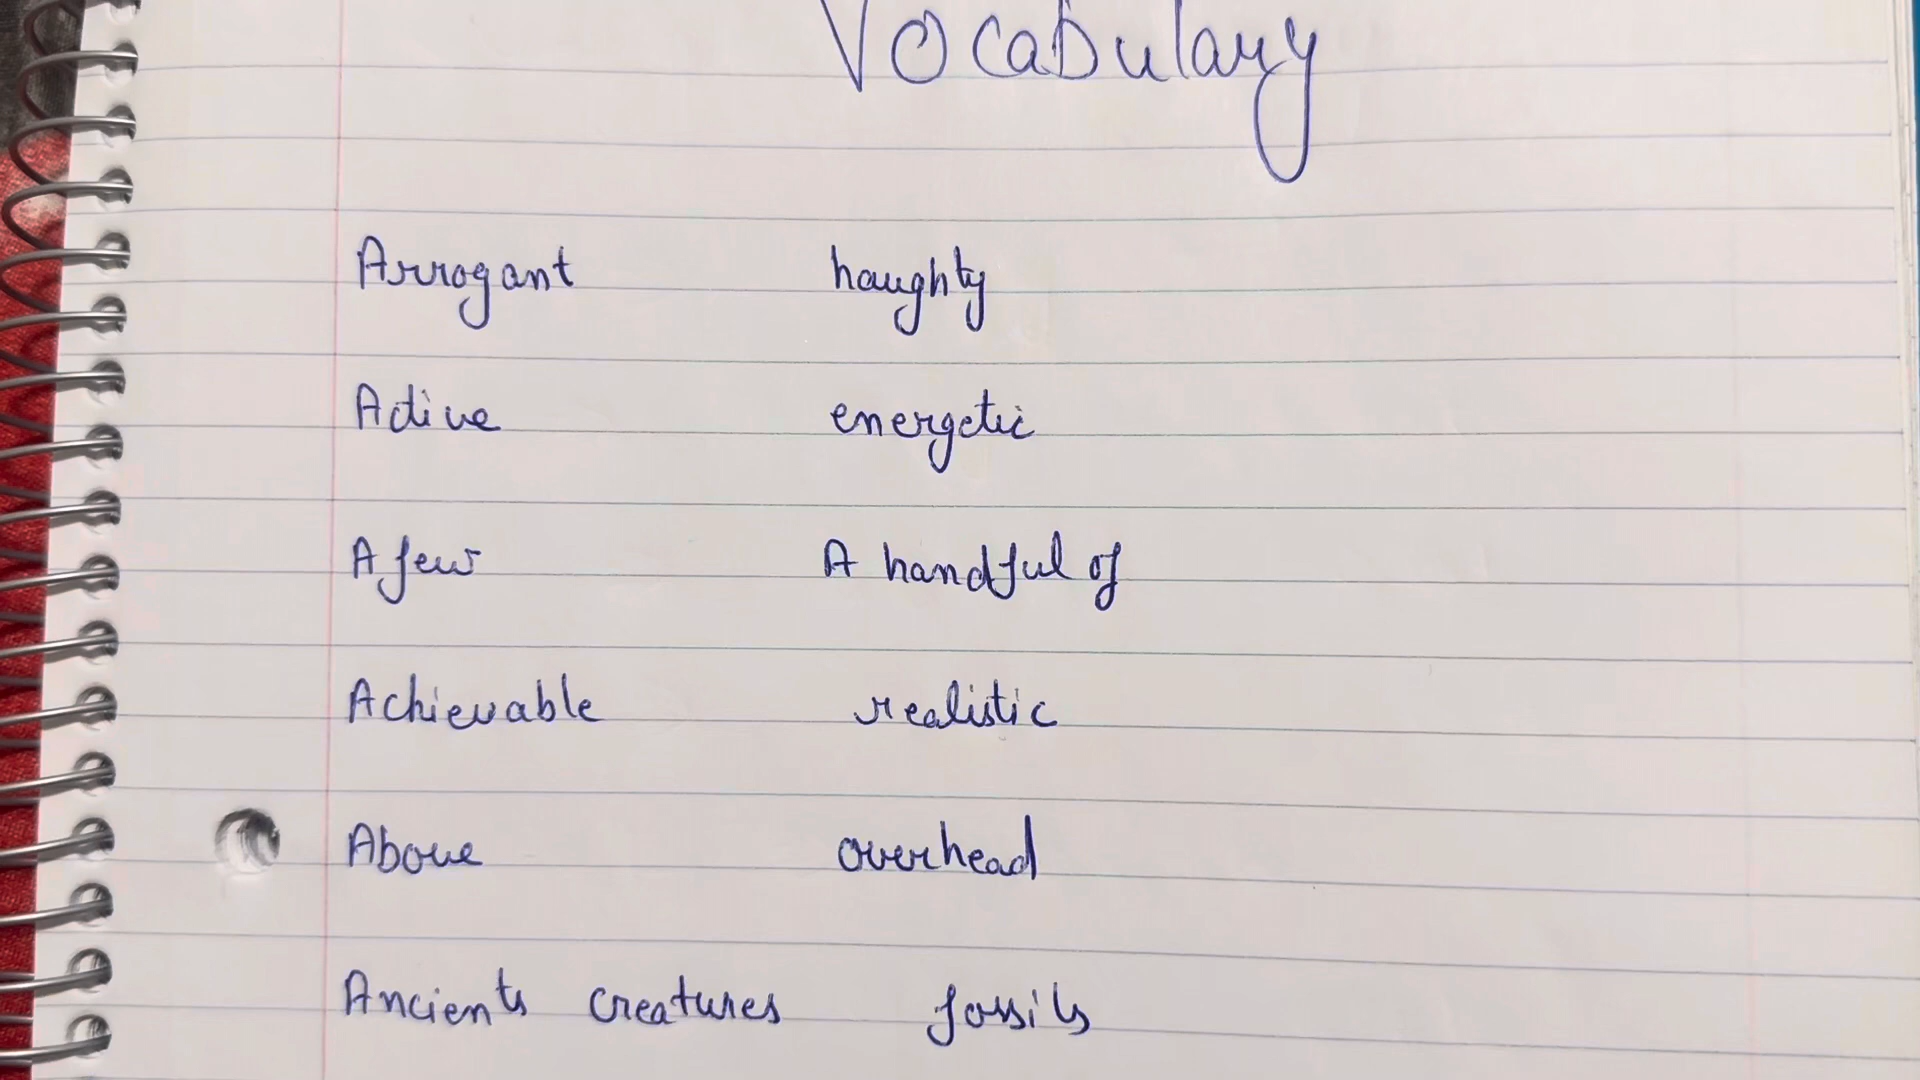 Vocabulary
Arrogant haughty
Active energetic
A few A handful of
Achievable realistic
Above overhead
Ancients creatures fossils